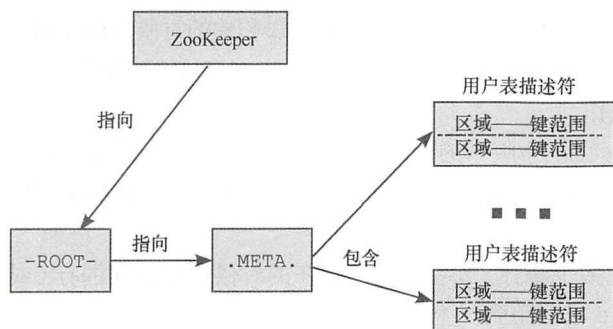 ZooKeeper
用户表描述符
区域——键范围
区域——键范围
指向
-ROOT-
指向
.META.
包含
用户表描述符
区域——键范围
区域——键范围